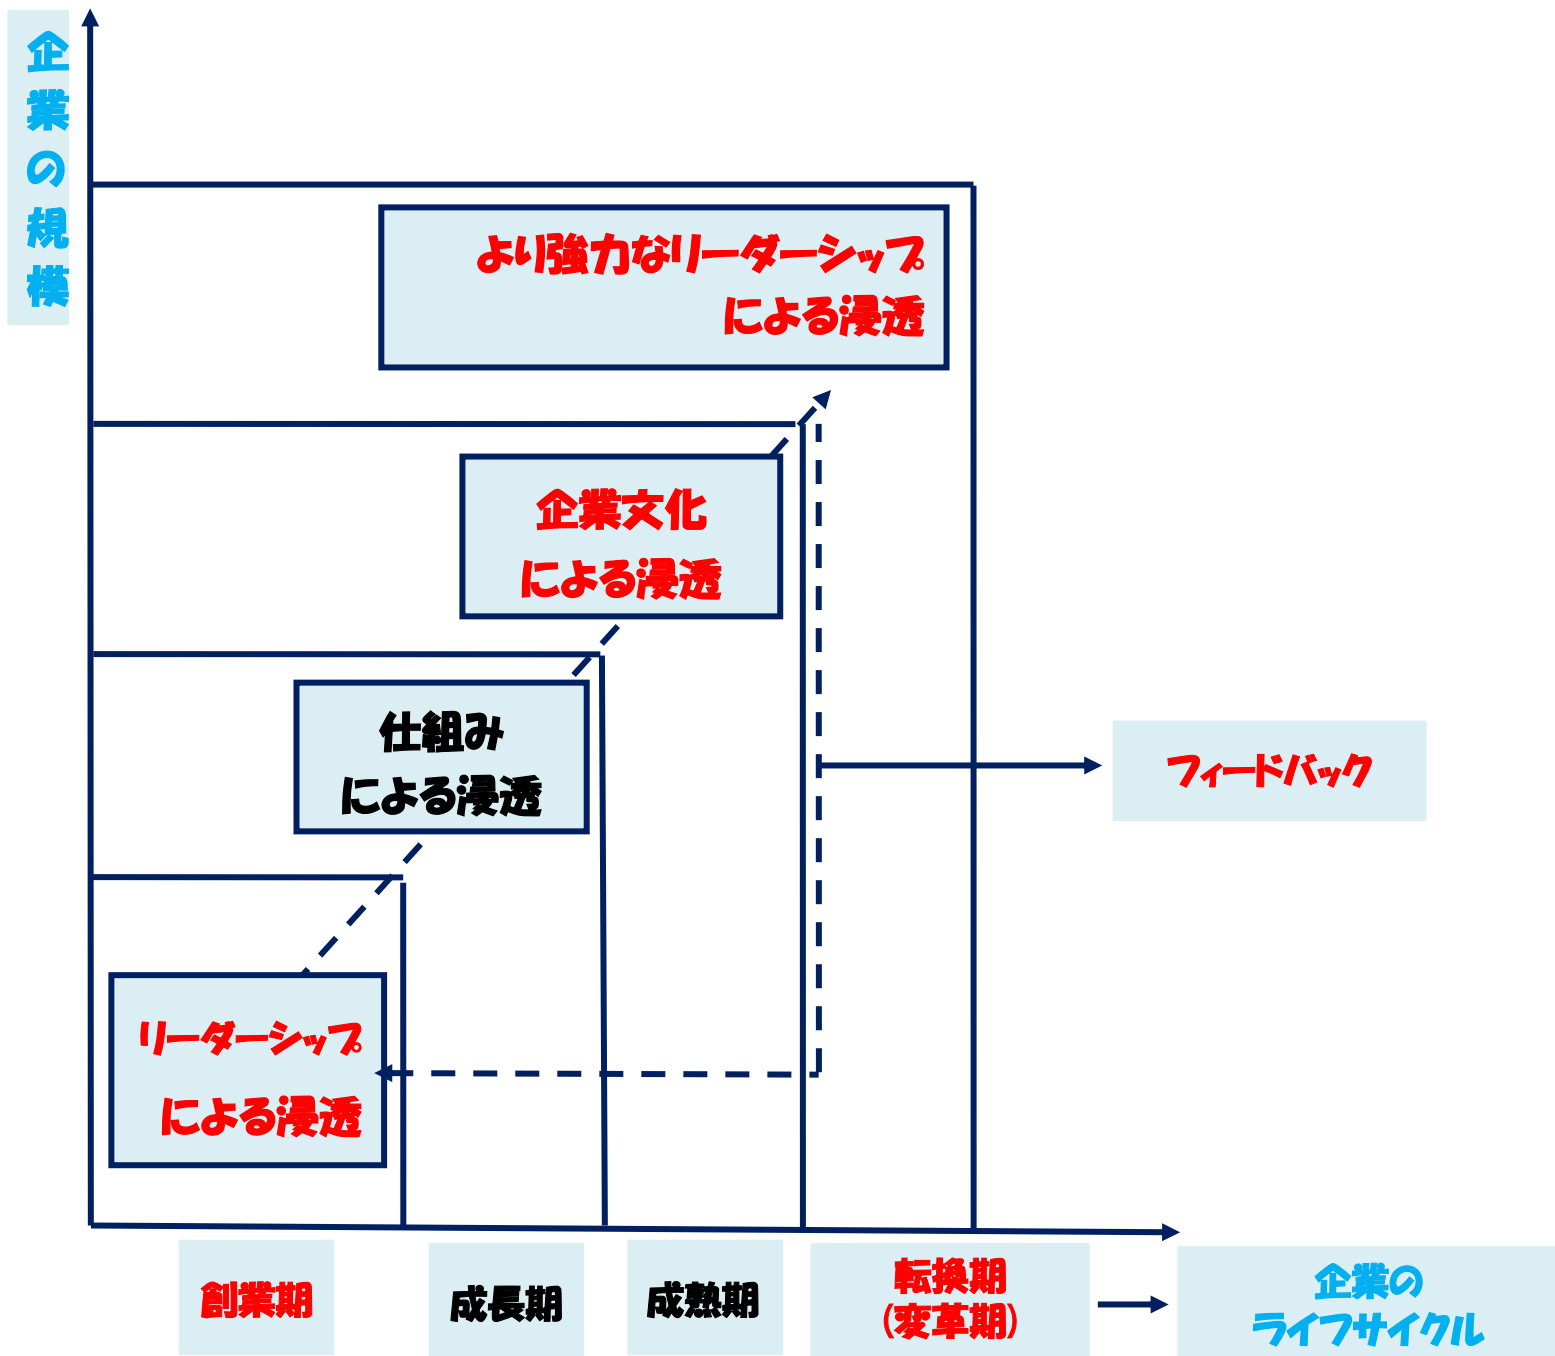 企業の規模
より強力なリーダーシップ
による浸透
企業文化
による浸透
仕組み
による浸透
フィードバック
リーダーシップ
による浸透
創業期
成長期
成熟期
転換期
(変革期)
企業の
ライフサイクル